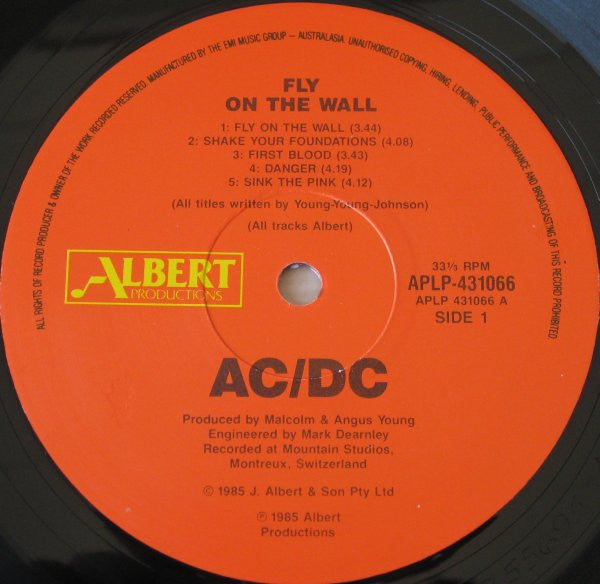 ALL RIGHTS OF RECORD PRODUCER & OWNER OF THE WORK RECORDED RESERVED. MANUFACTURED BY THE EMI MUSIC GROUP – AUSTRALASIA. UNAUTHORISED COPYING, HIRING, LENDING, PUBLIC PERFORMANCE AND BROADCASTING OF THIS RECORD PROHIBITED.
FLY
ON THE WALL
1: FLY ON THE WALL (3.44)
2: SHAKE YOUR FOUNDATIONS (4.08)
3: FIRST BLOOD (3.43)
4: DANGER (4.19)
5: SINK THE PINK (4.12)
(All titles written by Young-Young-Johnson)
(All tracks Albert)
ALBERT
PRODUCTIONS
33⅓ RPM
APLP-431066
APLP 431066 A
SIDE 1
AC/DC
Produced by Malcolm & Angus Young
Engineered by Mark Dearnley
Recorded at Mountain Studios,
Montreux, Switzerland
© 1985 J. Albert & Son Pty Ltd
℗ 1985 Albert
Productions